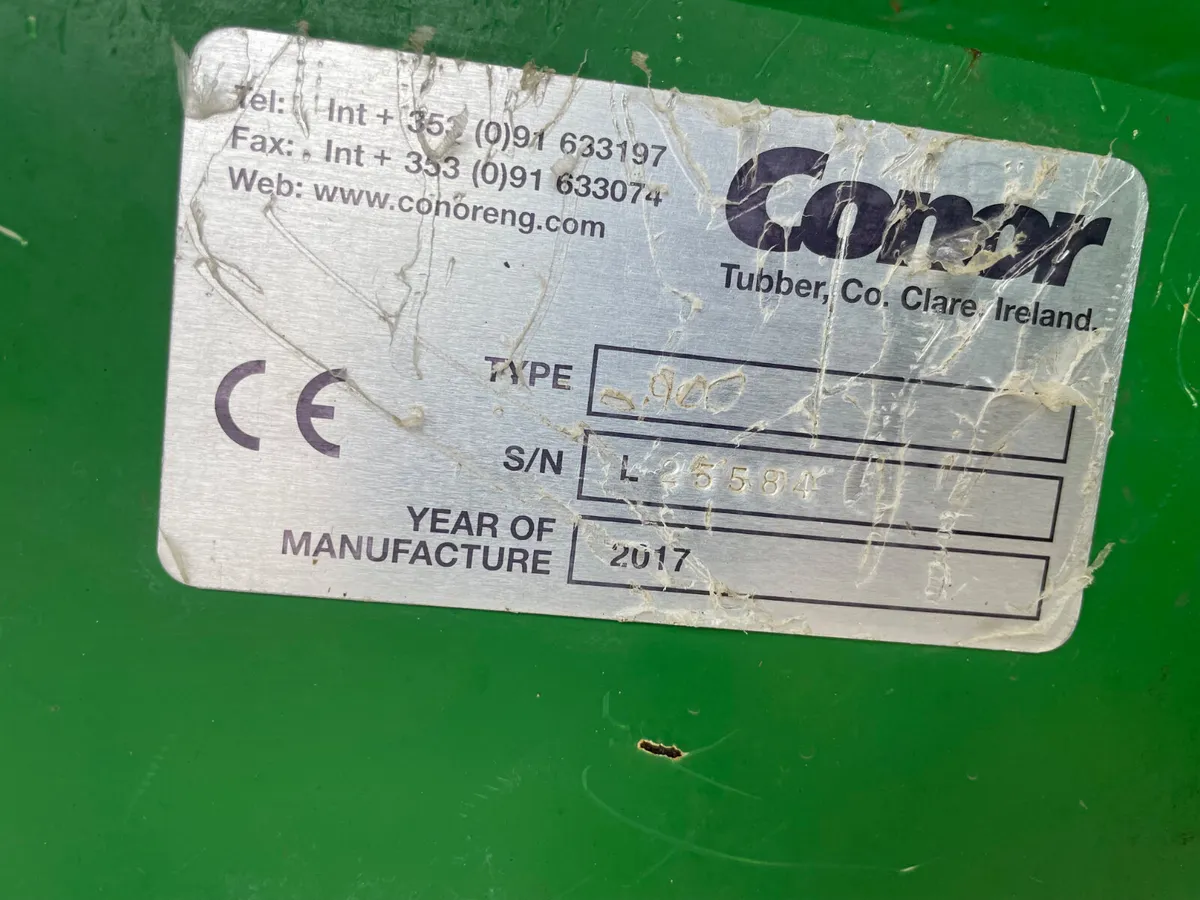 Tel: Int + 353 (0)91 633197
Fax: Int + 353 (0)91 633074
Web: www.conoreng.com
Conor
Tubber, Co. Clare, Ireland.
CE
TYPE
S/N L 25584
YEAR OF
MANUFACTURE 2017